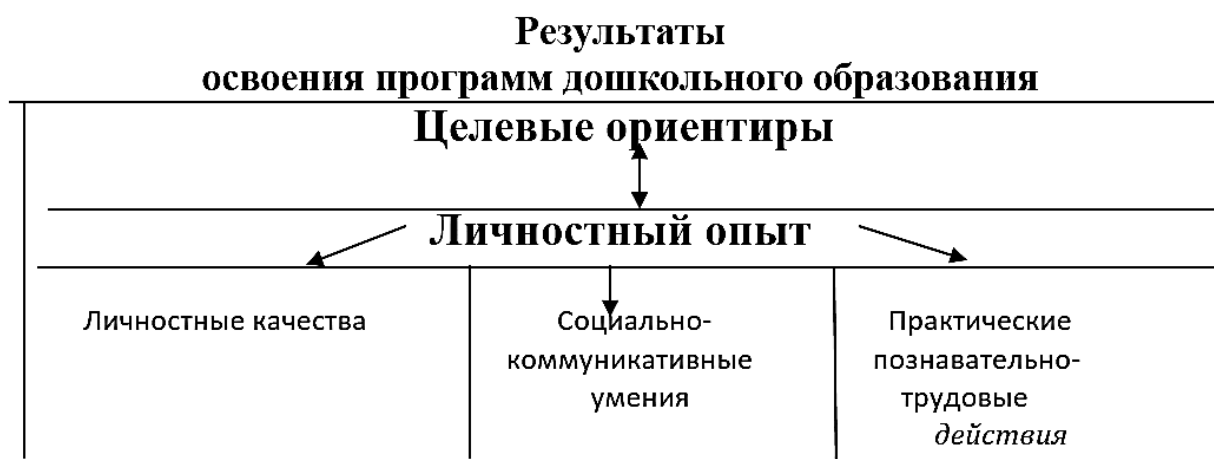 Результаты
освоения программ дошкольного образования
Целевые ориентиры
Личностный опыт
Личностные качества
Социально-
коммуникативные
умения
Практические
познавательно-
трудовые
действия